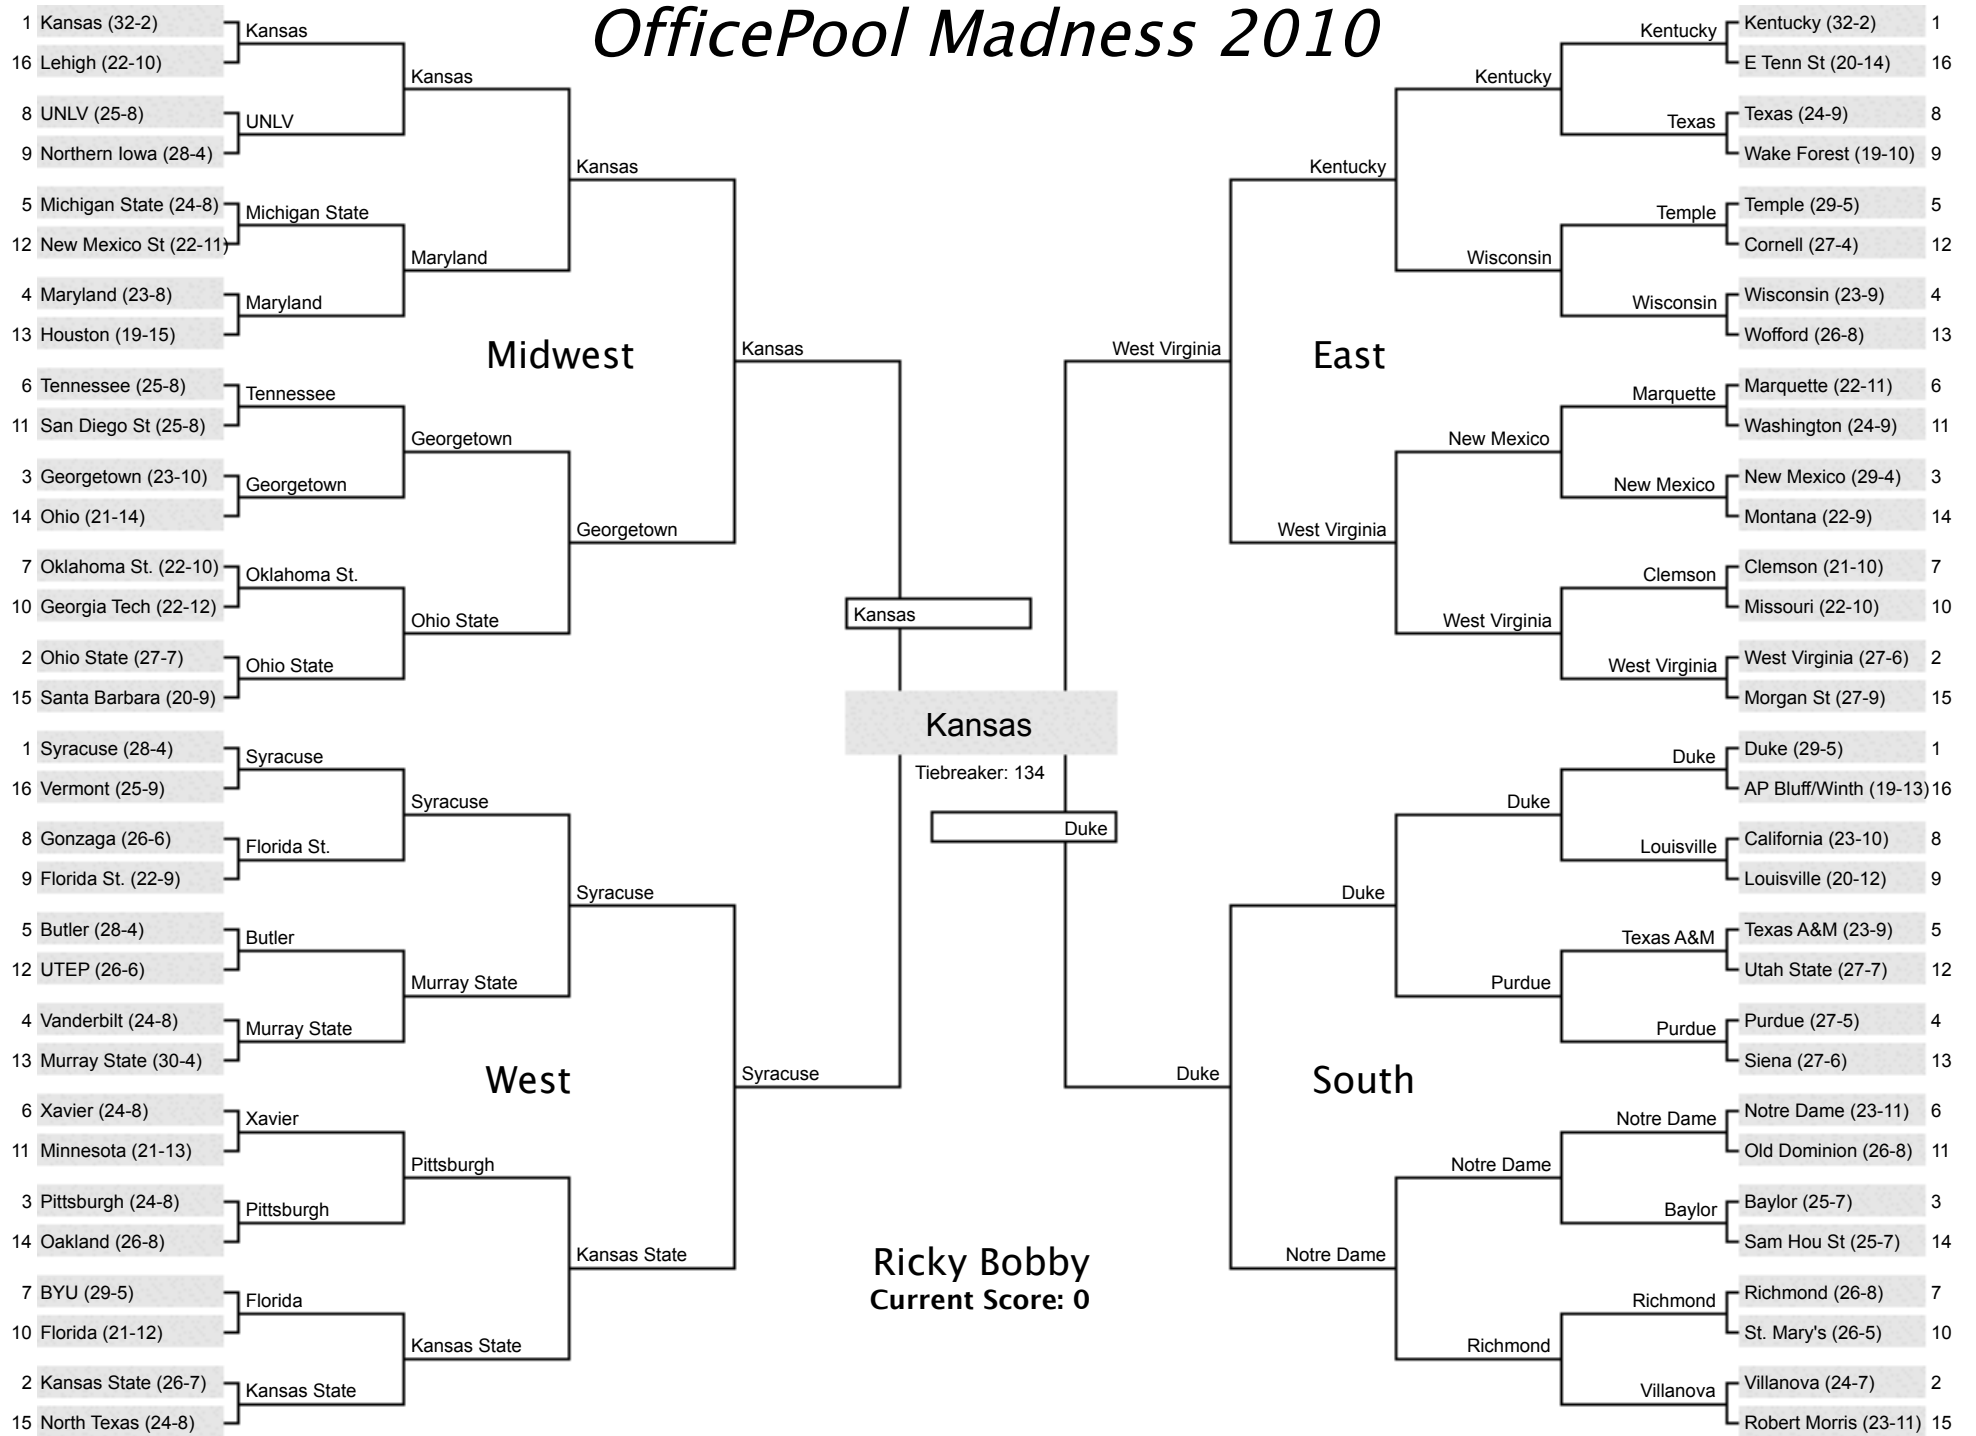 OfficePool Madness 2010
1 Kansas (32-2)
16 Lehigh (22-10)
8 UNLV (25-8)
9 Northern Iowa (28-4)
5 Michigan State (24-8)
12 New Mexico St (22-11)
4 Maryland (23-8)
13 Houston (19-15)
6 Tennessee (25-8)
11 San Diego St (25-8)
3 Georgetown (23-10)
14 Ohio (21-14)
7 Oklahoma St. (22-10)
10 Georgia Tech (22-12)
2 Ohio State (27-7)
15 Santa Barbara (20-9)
Kansas
UNLV
Michigan State
Maryland
Tennessee
Georgetown
Oklahoma St.
Ohio State
Kansas
Maryland
Georgetown
Ohio State
Kansas
Georgetown
Midwest
Kansas
1 Syracuse (28-4)
16 Vermont (25-9)
8 Gonzaga (26-6)
9 Florida St. (22-9)
5 Butler (28-4)
12 UTEP (26-6)
4 Vanderbilt (24-8)
13 Murray State (30-4)
6 Xavier (24-8)
11 Minnesota (21-13)
3 Pittsburgh (24-8)
14 Oakland (26-8)
7 BYU (29-5)
10 Florida (21-12)
2 Kansas State (26-7)
15 North Texas (24-8)
Syracuse
Florida St.
Butler
Murray State
Xavier
Pittsburgh
Florida
Kansas State
Syracuse
Murray State
Pittsburgh
Kansas State
Syracuse
Kansas State
West
Syracuse
Kansas
Kansas
Tiebreaker: 134
Duke
Ricky Bobby
Current Score: 0
Kentucky (32-2) 1
E Tenn St (20-14) 16
Texas (24-9) 8
Wake Forest (19-10) 9
Temple (29-5) 5
Cornell (27-4) 12
Wisconsin (23-9) 4
Wofford (26-8) 13
Marquette (22-11) 6
Washington (24-9) 11
New Mexico (29-4) 3
Montana (22-9) 14
Clemson (21-10) 7
Missouri (22-10) 10
West Virginia (27-6) 2
Morgan St (27-9) 15
Kentucky
Texas
Temple
Wisconsin
Marquette
New Mexico
Clemson
West Virginia
Kentucky
Wisconsin
New Mexico
West Virginia
Kentucky
West Virginia
East
West Virginia
Duke (29-5) 1
AP Bluff/Winth (19-13) 16
California (23-10) 8
Louisville (20-12) 9
Texas A&M (23-9) 5
Utah State (27-7) 12
Purdue (27-5) 4
Siena (27-6) 13
Notre Dame (23-11) 6
Old Dominion (26-8) 11
Baylor (25-7) 3
Sam Hou St (25-7) 14
Richmond (26-8) 7
St. Mary's (26-5) 10
Villanova (24-7) 2
Robert Morris (23-11) 15
Duke
Louisville
Texas A&M
Purdue
Notre Dame
Baylor
Richmond
Villanova
Duke
Purdue
Notre Dame
Richmond
Duke
Notre Dame
South
Duke